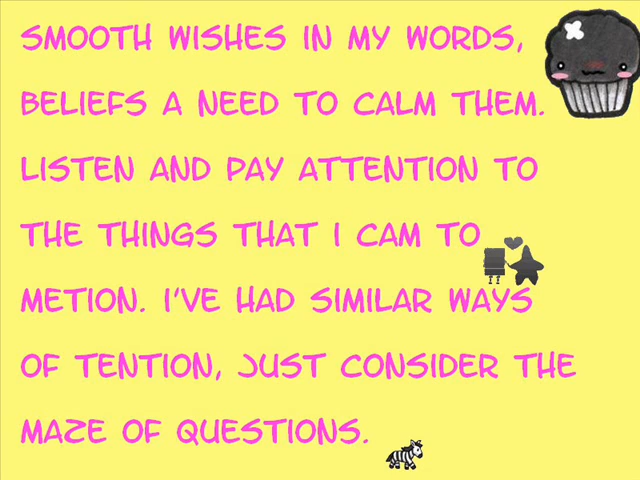 SMOOTH WISHES IN MY WORDS,
BELIEFS A NEED TO CALM THEM.
LISTEN AND PAY ATTENTION TO
THE THINGS THAT I CAM TO
METION. I'VE HAD SIMILAR WAYS
OF TENTION, JUST CONSIDER THE
MAZE OF QUESTIONS.